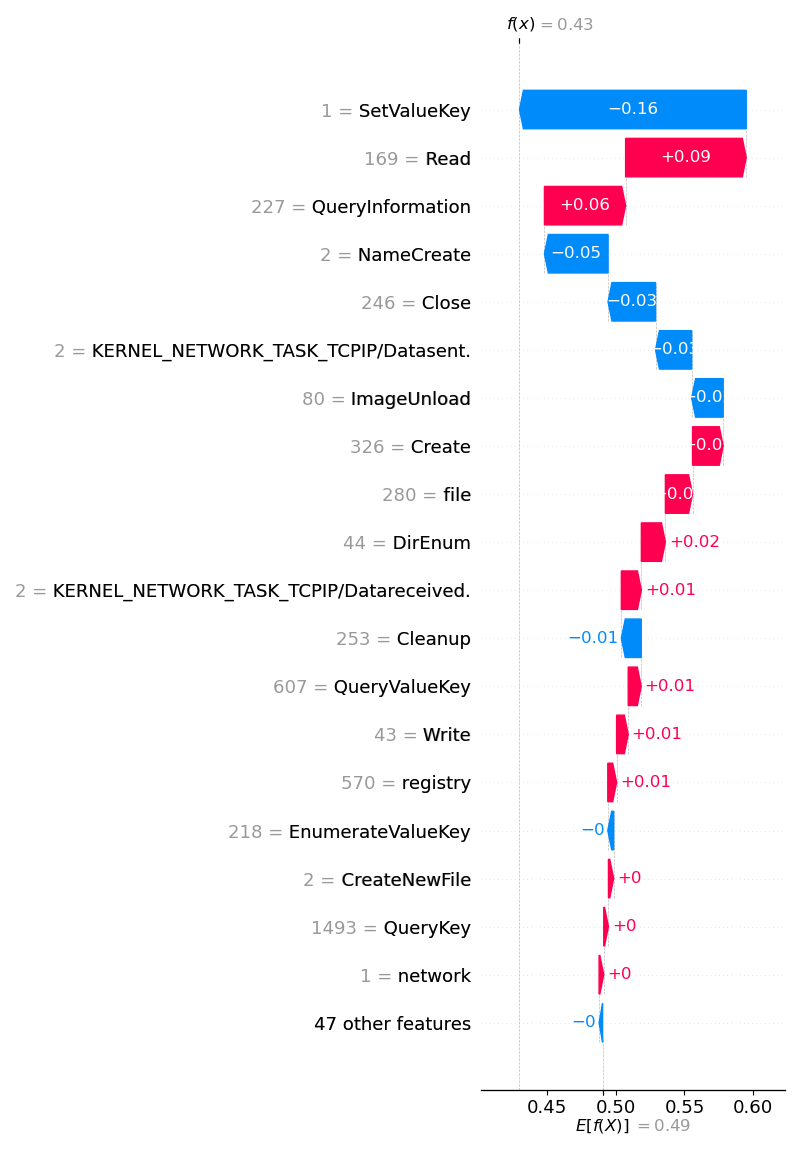 f(x) = 0.43
1 = SetValueKey −0.16
169 = Read +0.09
227 = QueryInformation +0.06
2 = NameCreate −0.05
246 = Close −0.03
2 = KERNEL_NETWORK_TASK_TCPIP/Datasent. −0.03
80 = ImageUnload
326 = Create
280 = file
44 = DirEnum +0.02
2 = KERNEL_NETWORK_TASK_TCPIP/Datareceived. +0.01
253 = Cleanup −0.01
607 = QueryValueKey +0.01
43 = Write +0.01
570 = registry +0.01
218 = EnumerateValueKey −0
2 = CreateNewFile +0
1493 = QueryKey +0
1 = network +0
47 other features −0
0.45 0.50 0.55 0.60
E[f(X)] = 0.49